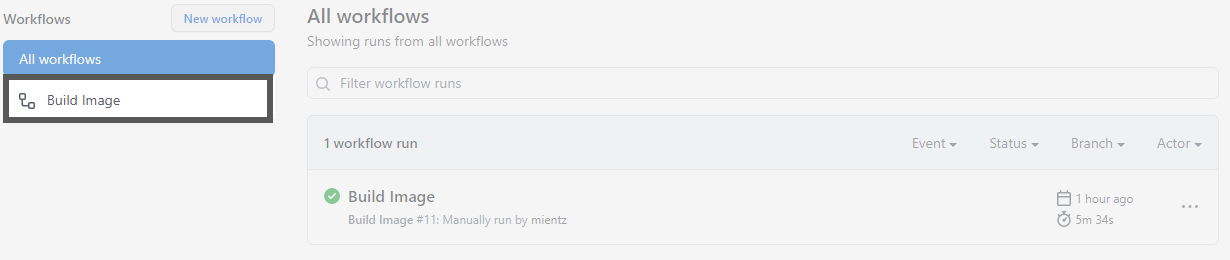 Workflows
New workflow
All workflows
Build Image
All workflows
Showing runs from all workflows
Filter workflow runs
1 workflow run
Event
Status
Branch
Actor
Build Image
1 hour ago
Build Image #11: Manually run by mientz
5m 34s